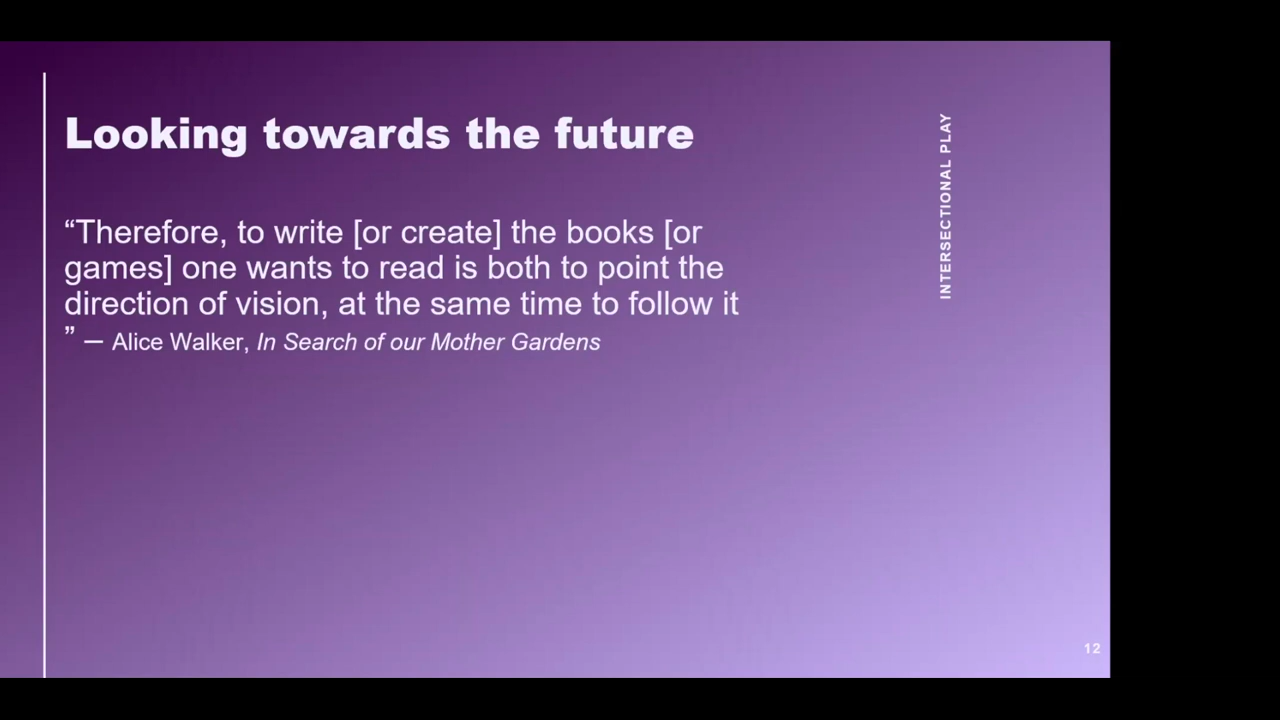 Looking towards the future
“Therefore, to write [or create] the books [or
games] one wants to read is both to point the
direction of vision, at the same time to follow it
” — Alice Walker, In Search of our Mother Gardens
INTERSECTIONAL PLAY
12